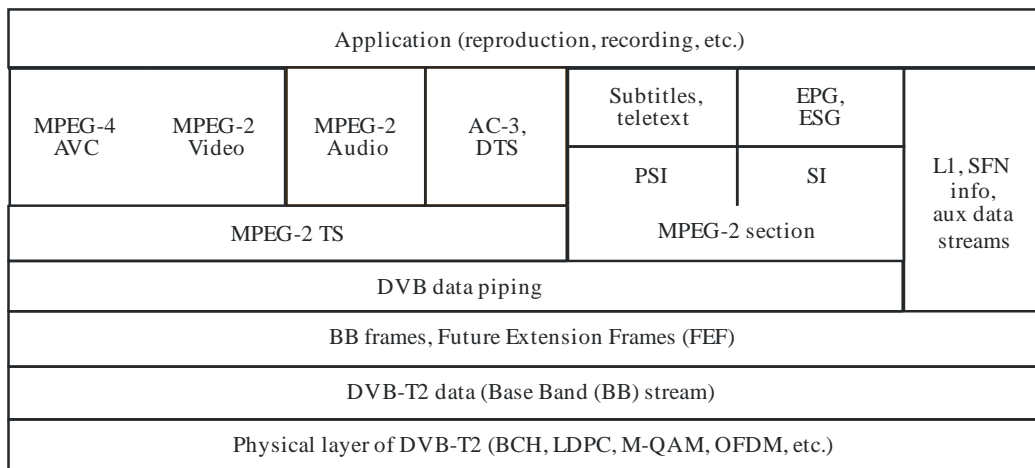 Application (reproduction, recording, etc.)
MPEG-4
AVC
MPEG-2
Video
MPEG-2
Audio
AC-3,
DTS
Subtitles,
teletext
EPG,
ESG
PSI
SI
L1, SFN
info,
aux data
streams
MPEG-2 TS
MPEG-2 section
DVB data piping
BB frames, Future Extension Frames (FEF)
DVB-T2 data (Base Band (BB) stream)
Physical layer of DVB-T2 (BCH, LDPC, M-QAM, OFDM, etc.)